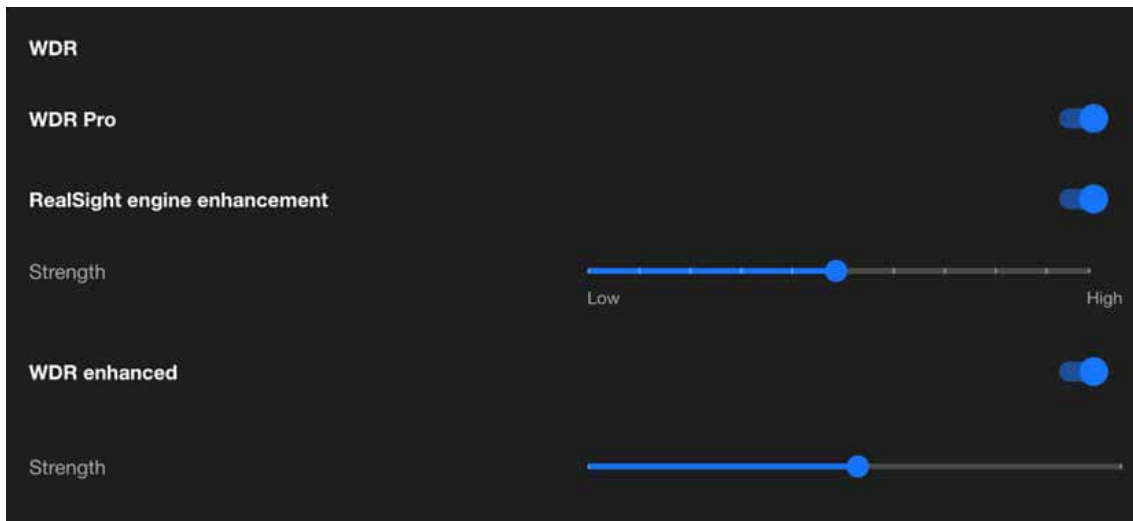 WDR
WDR Pro
RealSight engine enhancement
Strength
Low High
WDR enhanced
Strength